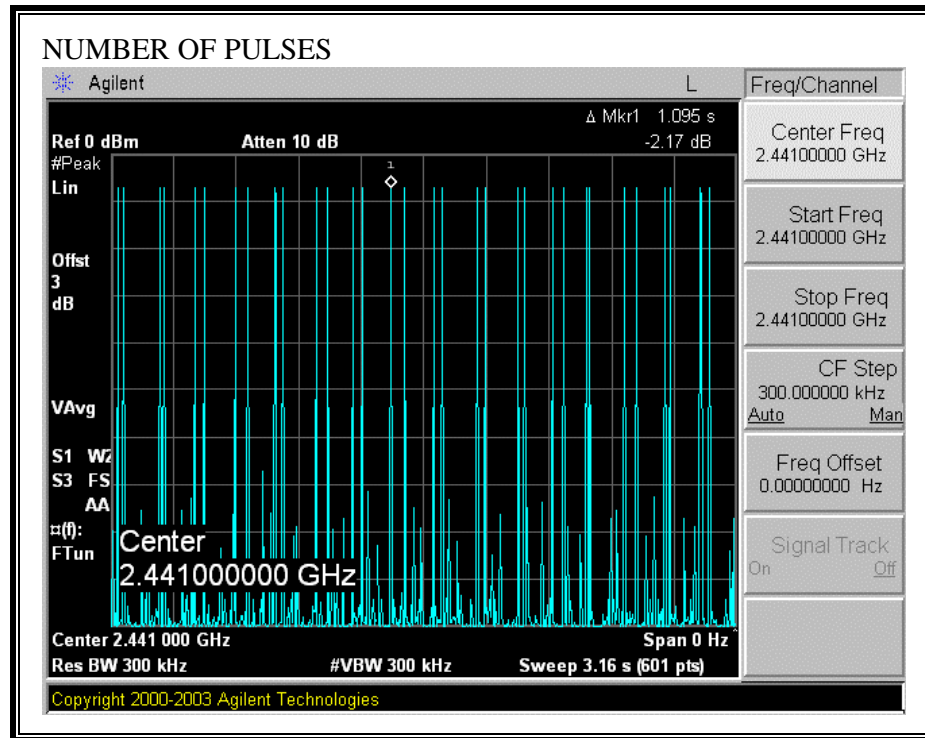 NUMBER OF PULSES
Agilent
L
Freq/Channel
Δ Mkr1 1.095 s
Ref 0 dBm
Atten 10 dB
-2.17 dB
#Peak
Lin
1
Offst
3
dB
VAvg
S1 W2
S3 FS
AA
¤(f):
FTun
Center
2.441000000 GHz
Center 2.441 000 GHz
Span 0 Hz
Res BW 300 kHz
#VBW 300 kHz
Sweep 3.16 s (601 pts)
Copyright 2000-2003 Agilent Technologies
Center Freq
2.44100000 GHz
Start Freq
2.44100000 GHz
Stop Freq
2.44100000 GHz
CF Step
300.000000 kHz
Auto Man
Freq Offset
0.00000000 Hz
Signal Track
On Off